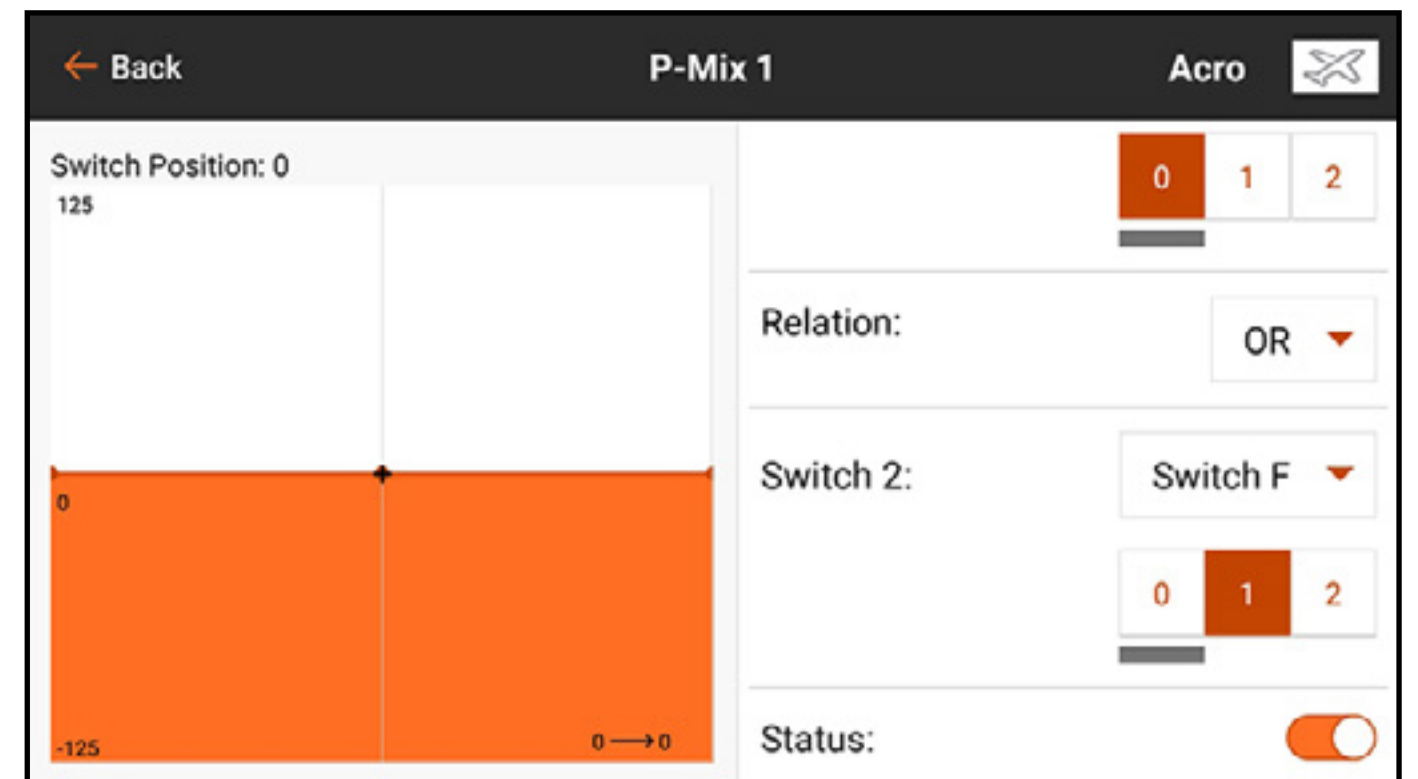 ← Back P-Mix 1 Acro
Switch Position: 0
125
0
-125
0 → 0
0 1 2
Relation: OR
Switch 2: Switch F
0 1 2
Status: